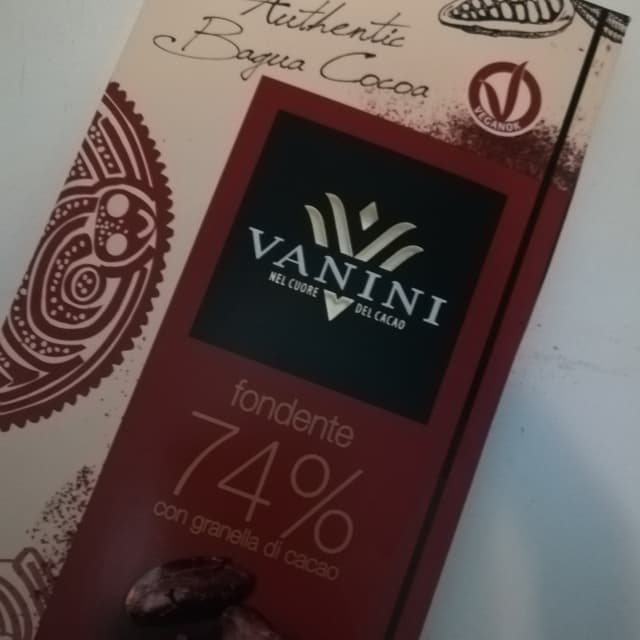 Authentic
Bagua Cocoa
VEGANOK
VANINI
NEL CUORE DEL CACAO
fondente
74%
con granella di cacao